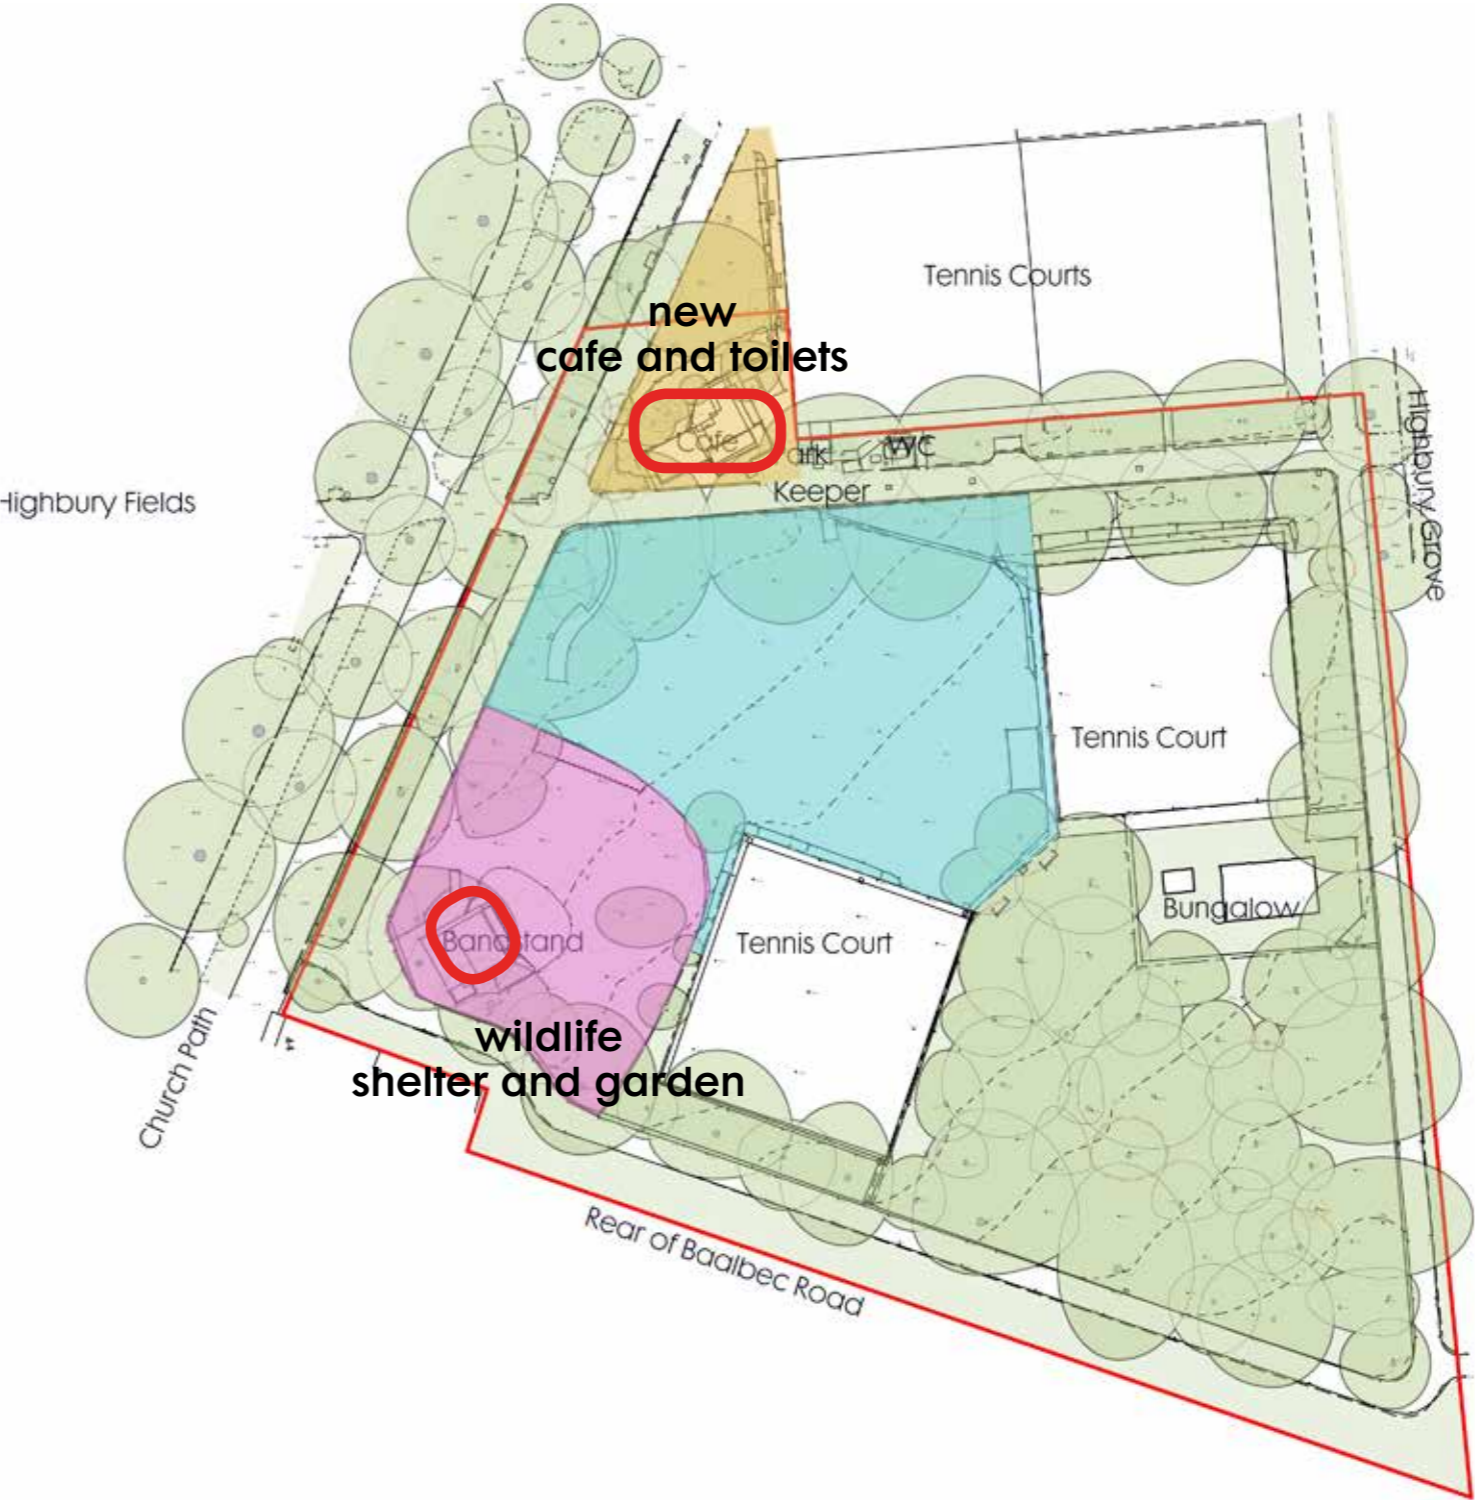 Tennis Courts
new
cafe and toilets
Cafe
ark
WC
Keeper
Highbury Grove
Highbury Fields
Tennis Court
Bungalow
Bandstand
Tennis Court
wildlife
shelter and garden
Church Path
Rear of Baalbec Road